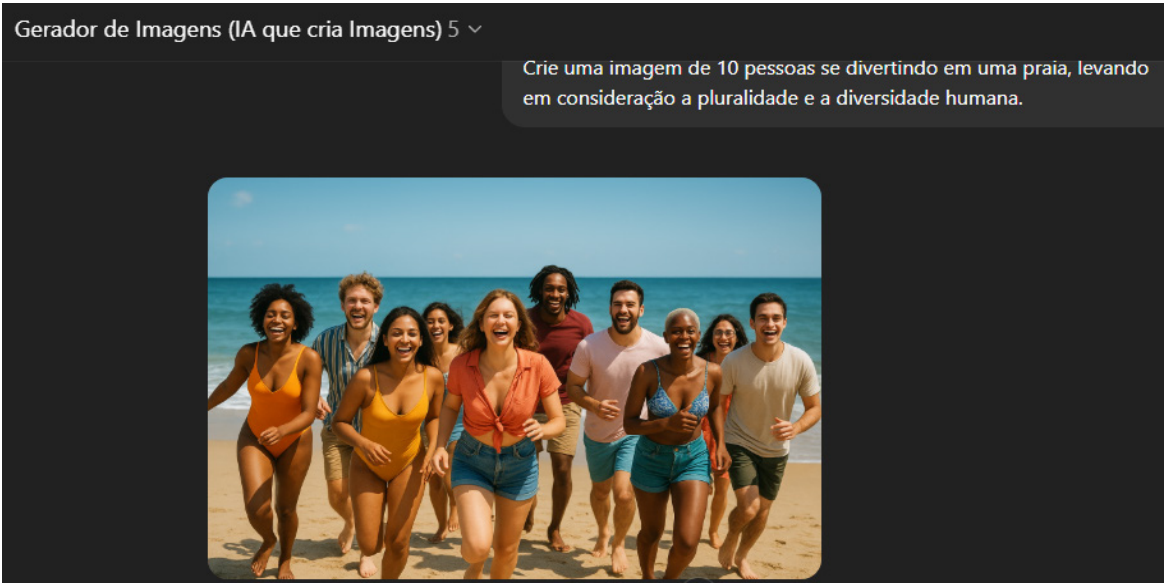 Gerador de Imagens (IA que cria Imagens) 5
Crie uma imagem de 10 pessoas se divertindo em uma praia, levando
em consideração a pluralidade e a diversidade humana.